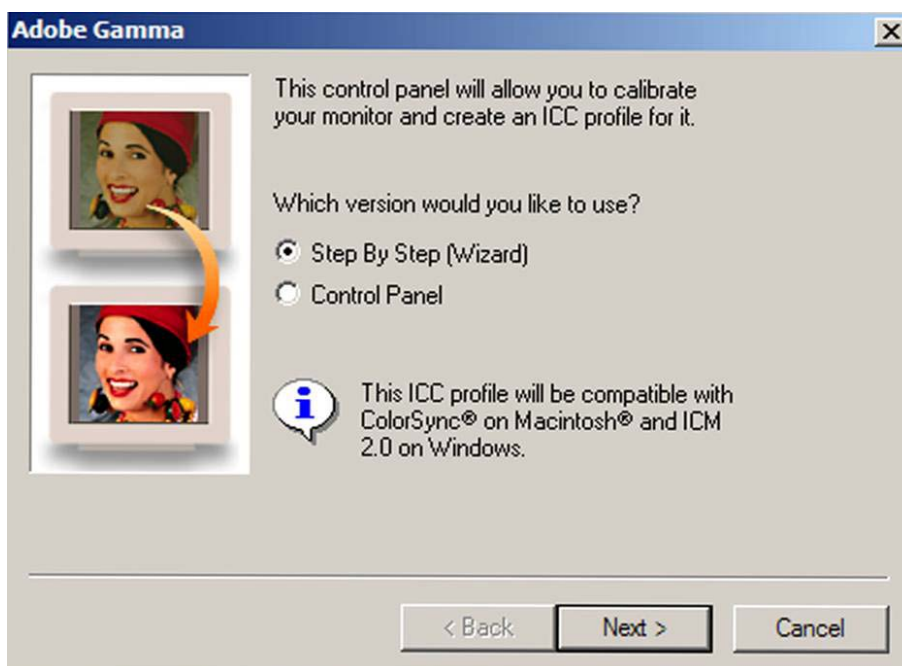 Adobe Gamma
This control panel will allow you to calibrate
your monitor and create an ICC profile for it.
Which version would you like to use?
Step By Step (Wizard)
Control Panel
This ICC profile will be compatible with
ColorSync® on Macintosh® and ICM
2.0 on Windows.
< Back Next > Cancel